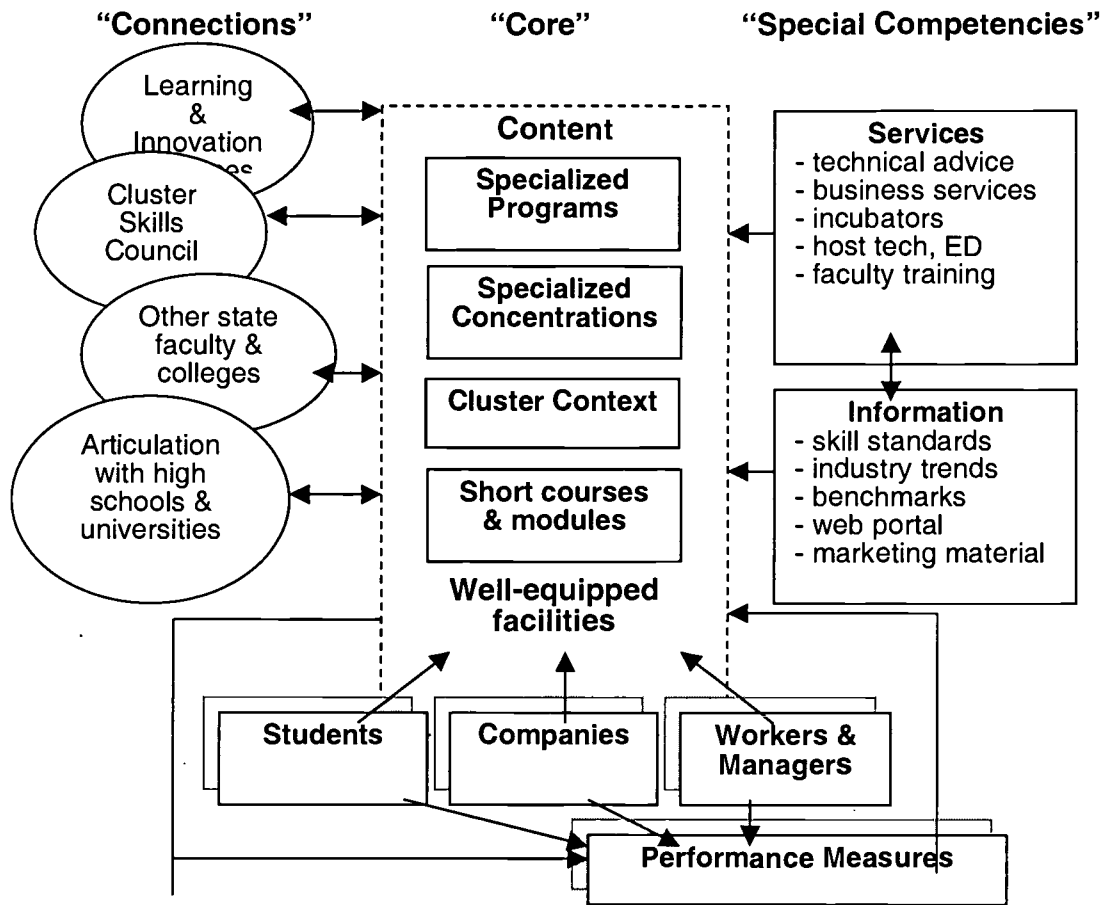 “Connections”
“Core”
“Special Competencies”
Learning
&
Innovation
Cluster
Skills
Council
Other state
faculty &
colleges
Articulation
with high
schools &
universities
Content
Specialized
Programs
Specialized
Concentrations
Cluster Context
Short courses
& modules
Well-equipped
facilities
Services
- technical advice
- business services
- incubators
- host tech, ED
- faculty training
Information
- skill standards
- industry trends
- benchmarks
- web portal
- marketing material
Students
Companies
Workers &
Managers
Performance Measures